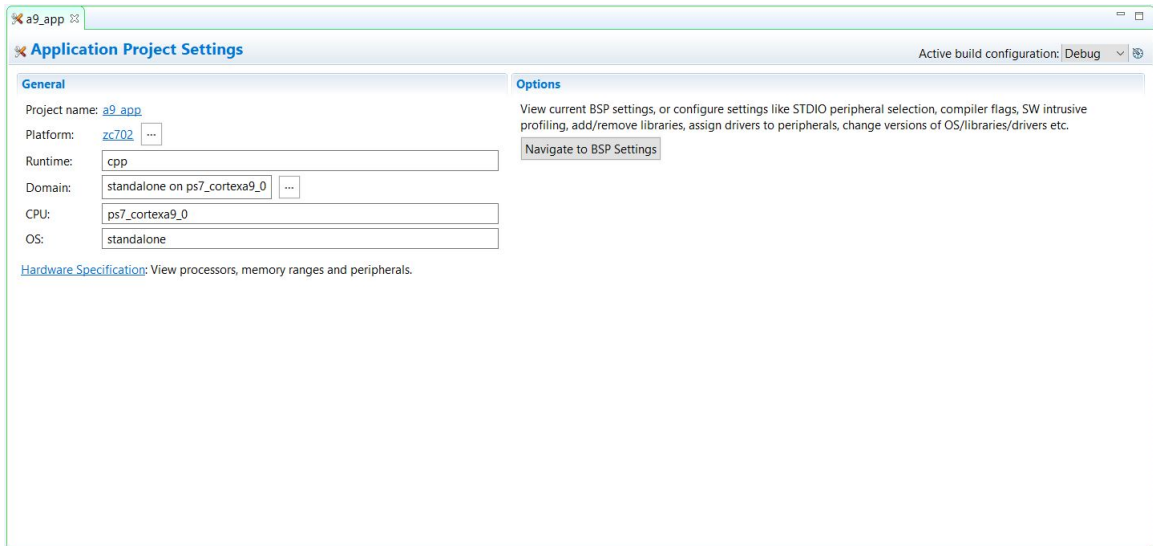 a9_app
Application Project Settings
Active build configuration: Debug
General
Project name: a9_app
Platform: zc702 ...
Runtime: cpp
Domain: standalone on ps7_cortexa9_0 ...
CPU: ps7_cortexa9_0
OS: standalone
Hardware Specification: View processors, memory ranges and peripherals.
Options
View current BSP settings, or configure settings like STDIO peripheral selection, compiler flags, SW intrusive
profiling, add/remove libraries, assign drivers to peripherals, change versions of OS/libraries/drivers etc.
Navigate to BSP Settings